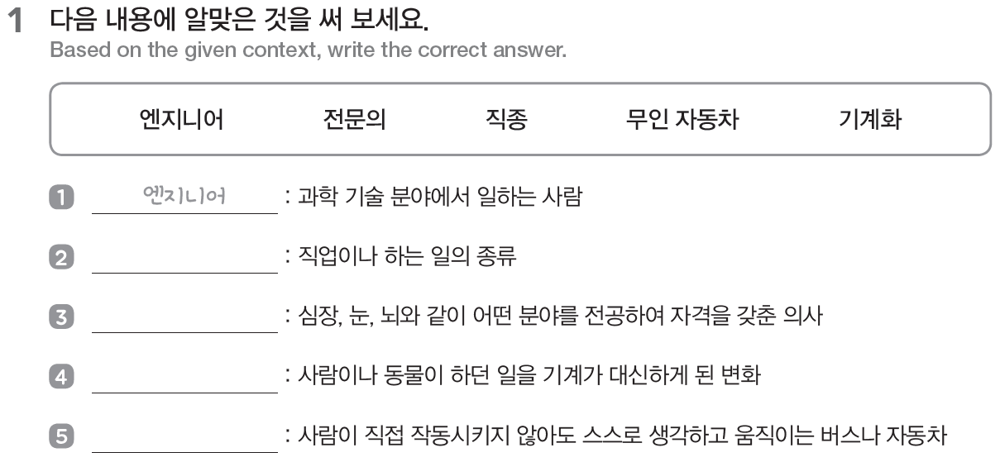 1 다음 내용에 알맞은 것을 써 보세요.
Based on the given context, write the correct answer.
엔지니어 전문의 직종 무인 자동차 기계화
1 엔지니어 : 과학 기술 분야에서 일하는 사람
2 : 직업이나 하는 일의 종류
3 : 심장, 눈, 뇌와 같이 어떤 분야를 전공하여 자격을 갖춘 의사
4 : 사람이나 동물이 하던 일을 기계가 대신하게 된 변화
5 : 사람이 직접 작동시키지 않아도 스스로 생각하고 움직이는 버스나 자동차